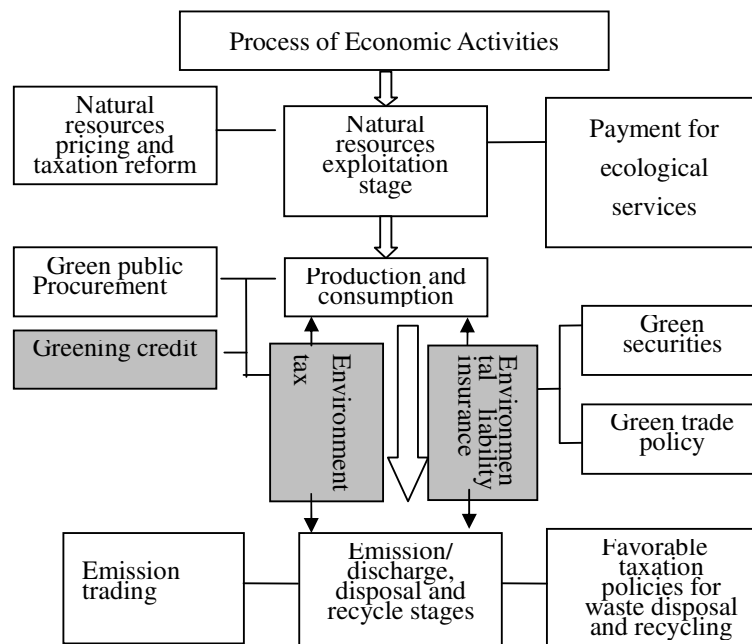 Process of Economic Activities
Natural
resources
pricing and
taxation reform
Natural
resources
exploitation
stage
Payment for
ecological
services
Green public
Procurement
Production and
consumption
Greening credit
Environment
tax
Environmen
tal liability
insurance
Green
securities
Green trade
policy
Emission
trading
Emission/
discharge,
disposal and
recycle stages
Favorable
taxation
policies for
waste disposal
and recycling